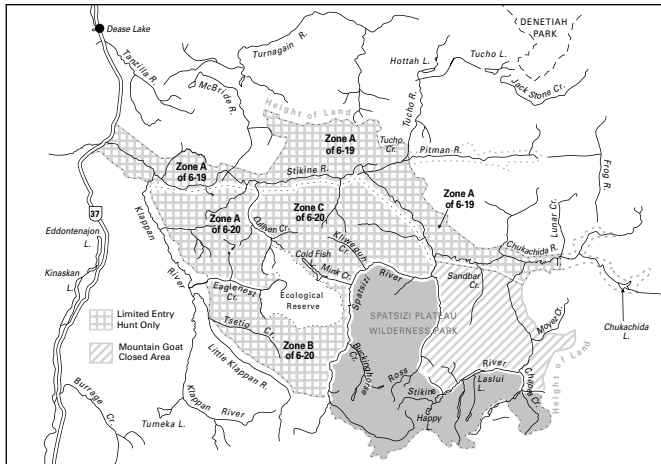 DENETIAH
PARK
Dease Lake
Tanzilla R.
Turnagain R.
McBride R.
Hottah L.
Tucho L.
Jack Stone Cr.
Tucho R.
Height of Land
Zone A
of 6-19
Tucho
Cr.
Pitman R.
Zone A
of 6-19
Stikine R.
Frog R.
Zone A
of 6-19
Zone A
of 6-20
Zone C
of 6-20
Klappan
River
37
Eddontenajon
L.
Kinaskan
L.
Cullivan Cr.
Kliweguh
Cr.
Cold Fish
L.
Mink Cr.
Lunar Cr.
Chukachida R.
River
Spatsizi
Sandbar
Cr.
Eaglenest
Cr.
Ecological
Reserve
SPATSIZI PLATEAU
WILDERNESS PARK
Moyez Cr.
Chukachida
L.
Limited Entry
Hunt Only
Mountain Goat
Closed Area
Tsetio Cr.
Zone B
of 6-20
Little Klappan R.
Buckinghorse
Cr.
Ross
River
Laslui
L.
Stikine
Happy
L.
Chapea Cr.
Height of Land
Burrage
Cr.
Klappan River
Tumeka L.